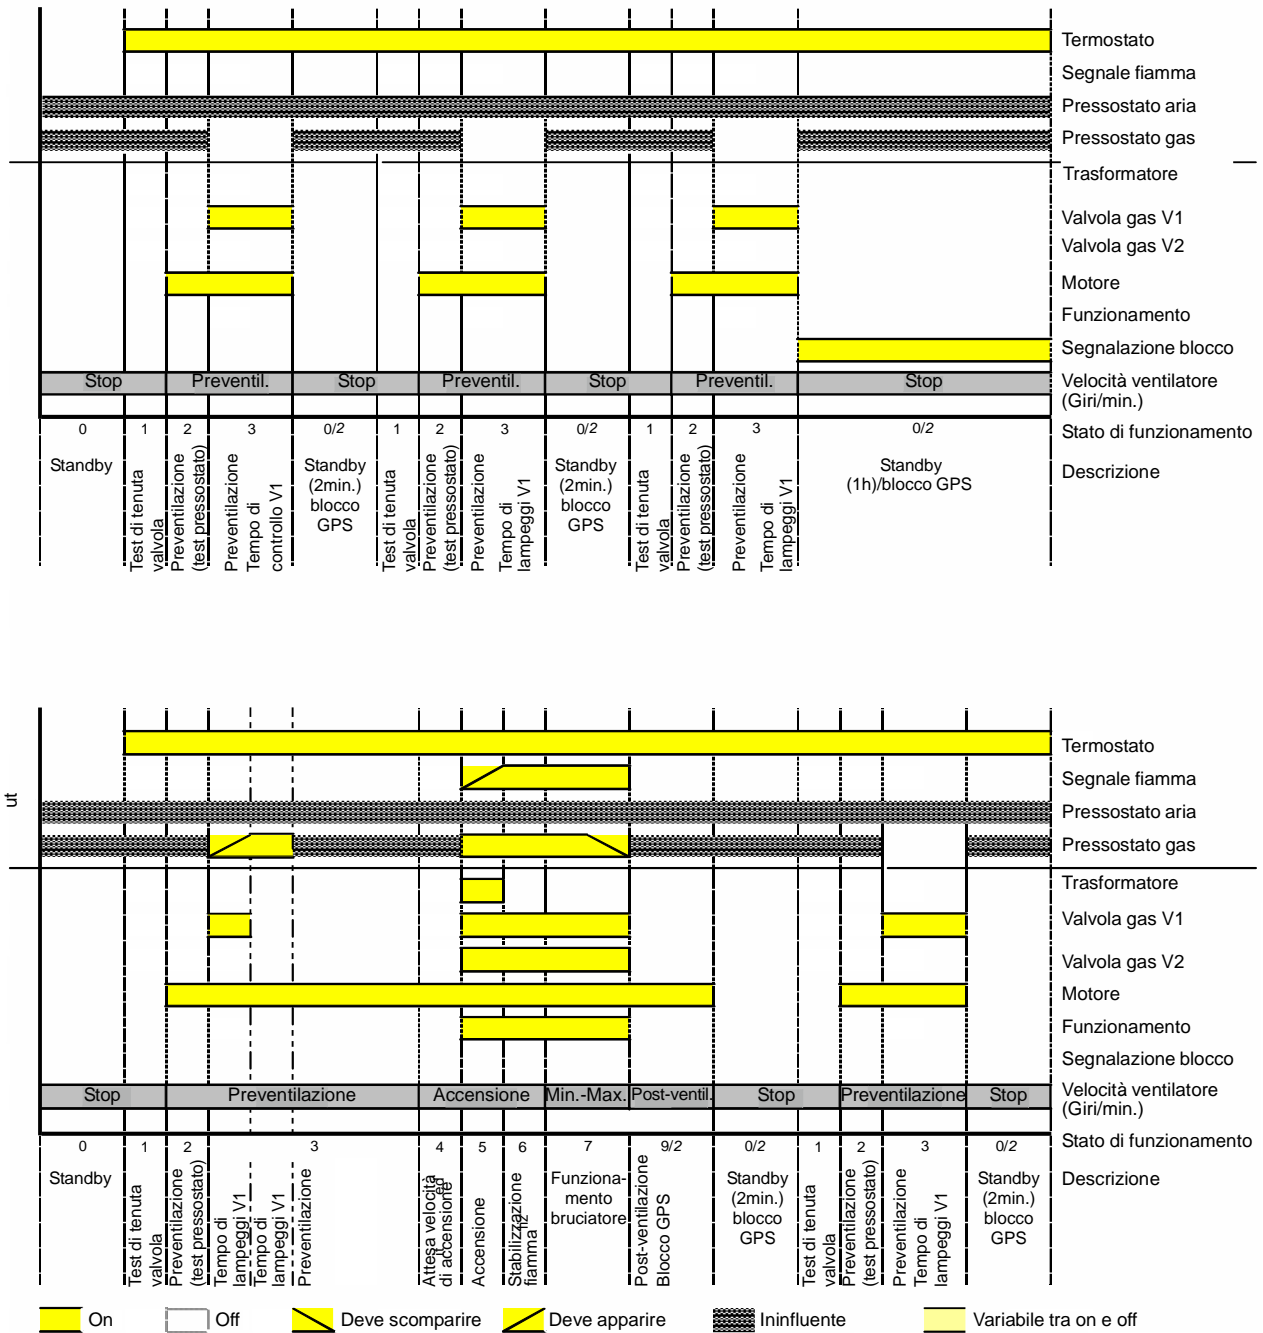 Termostato
Segnale fiamma
Pressostato aria
Pressostato gas
Trasformatore
Valvola gas V1
Valvola gas V2
Motore
Funzionamento
Segnalazione blocco
Stop Preventil. Stop Preventil. Stop Preventil. Stop
Velocità ventilatore
(Giri/min.)
0 1 2 3 0/2 1 2 3 0/2 1 2 3 0/2
Stato di funzionamento
Descrizione
Standby
Test di tenuta
valvola
Preventilazione
(test pressostato)
Preventilazione
Tempo di
controllo V1
Standby
(2min.)
blocco
GPS
Test di tenuta
valvola
Preventilazione
(test pressostato)
Preventilazione
Tempo di
lampeggi V1
Standby
(2min.)
blocco
GPS
Test di tenuta
valvola
Preventilazione
(test pressostato)
Preventilazione
Tempo di
lampeggi V1
Standby
(1h)/blocco GPS
ut
Termostato
Segnale fiamma
Pressostato aria
Pressostato gas
Trasformatore
Valvola gas V1
Valvola gas V2
Motore
Funzionamento
Segnalazione blocco
Stop Preventilazione Accensione Min.-Max. Post-ventil. Stop Preventilazione Stop
Velocità ventilatore
(Giri/min.)
0 1 2 3 4 5 6 7 9/2 0/2 1 2 3 0/2
Stato di funzionamento
Descrizione
Standby
Test di tenuta
valvola
Preventilazione
(test pressostato)
Tempo di
lampeggi V1
Tempo di
lampeggi V1
Preventilazione
Attesa velocità
di accensione
Accensione
Stabilizzazione
fiamma
Funziona-
mento
bruciatore
Post-ventilazione
Blocco GPS
Standby
(2min.)
blocco
GPS
Test di tenuta
valvola
Preventilazione
(test pressostato)
Preventilazione
Tempo di
lampeggi V1
Standby
(2min.)
blocco
GPS
On Off Deve scomparire Deve apparire Ininfluente Variabile tra on e off